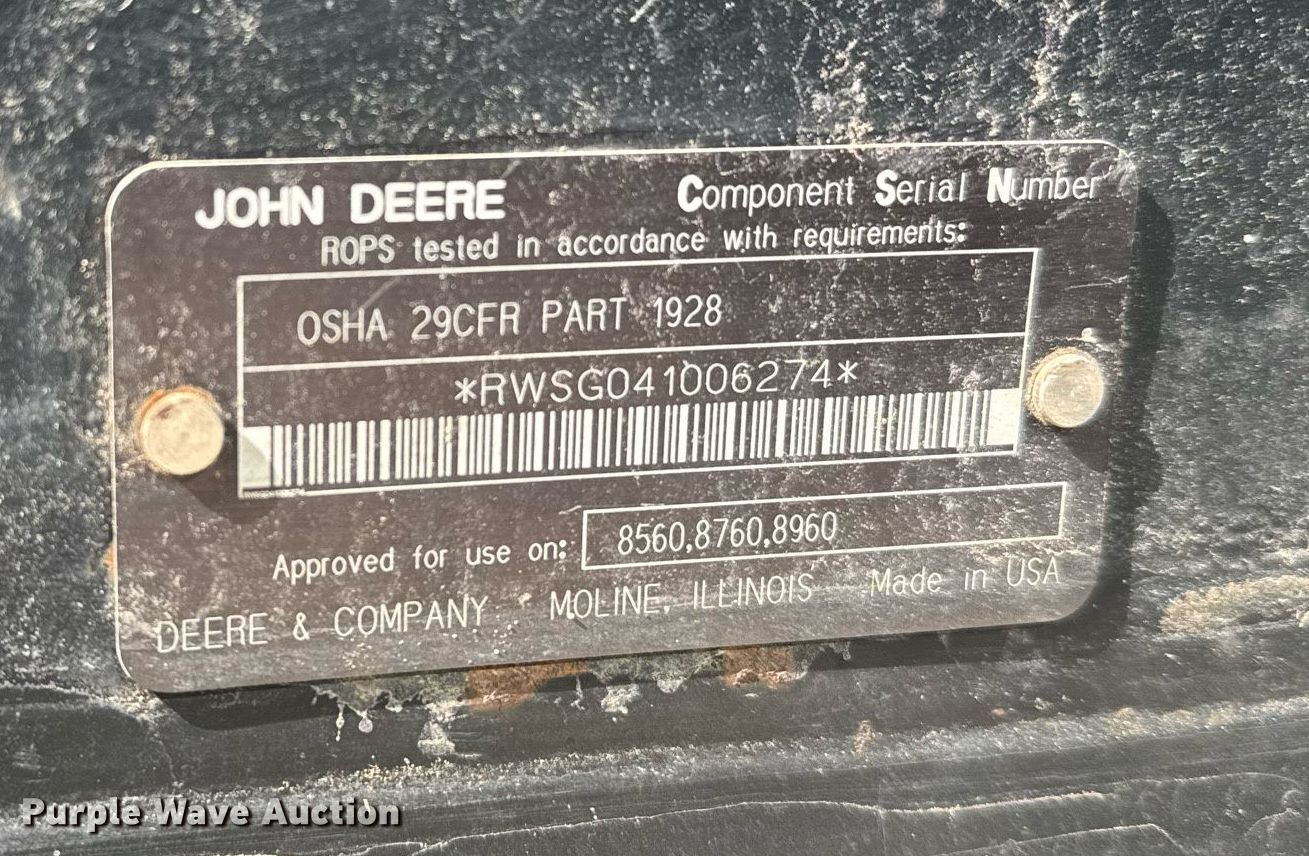 JOHN DEERE Component Serial Number
ROPS tested in accordance with requirements:
OSHA 29CFR PART 1928
*RWSG041006274*
Approved for use on: 8560,8760,8960
DEERE & COMPANY MOLINE, ILLINOIS Made in USA
Purple Wave Auction